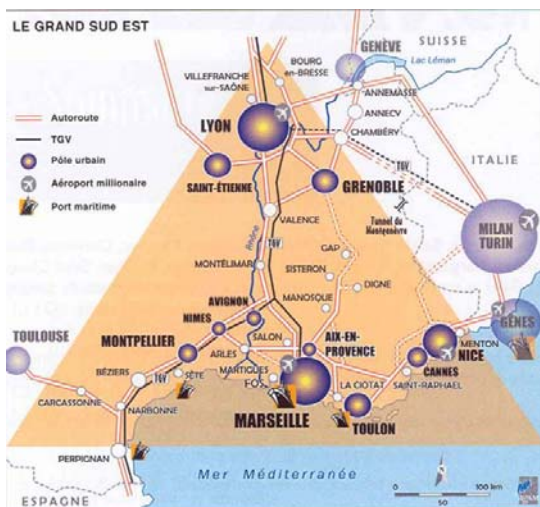 LE GRAND SUD EST
Autoroute
TGV
Pôle urbain
Aéroport millionaire
Port maritime
GENÈVE
SUISSE
Lac Léman
BOURG
en-BRESSE
VILLEFRANCHE
sur-SAÔNE
ANNEMASSE
ANNECY
LYON
CHAMBÉRY
TGV
ITALIE
SAINT-ÉTIENNE
GRENOBLE
VALENCE
Tunnel du
Montgenèvre
MILAN
TURIN
Rhône
TGV
GAP
MONTÉLIMAR
SISTERON
DIGNE
MANOSQUE
AVIGNON
NIMES
GÊNES
TOULOUSE
MONTPELLIER
SALON
AIX-EN-
PROVENCE
MENTON
NICE
ARLES
CANNES
BÉZIERS
TGV
SÈTE
MARTIGUES
FOS
LA CIOTAT
SAINT-RAPHAEL
CARCASSONNE
NARBONNE
MARSEILLE
TOULON
PERPIGNAN
Mer Méditerranée
0
50
100 km
ESPAGNE